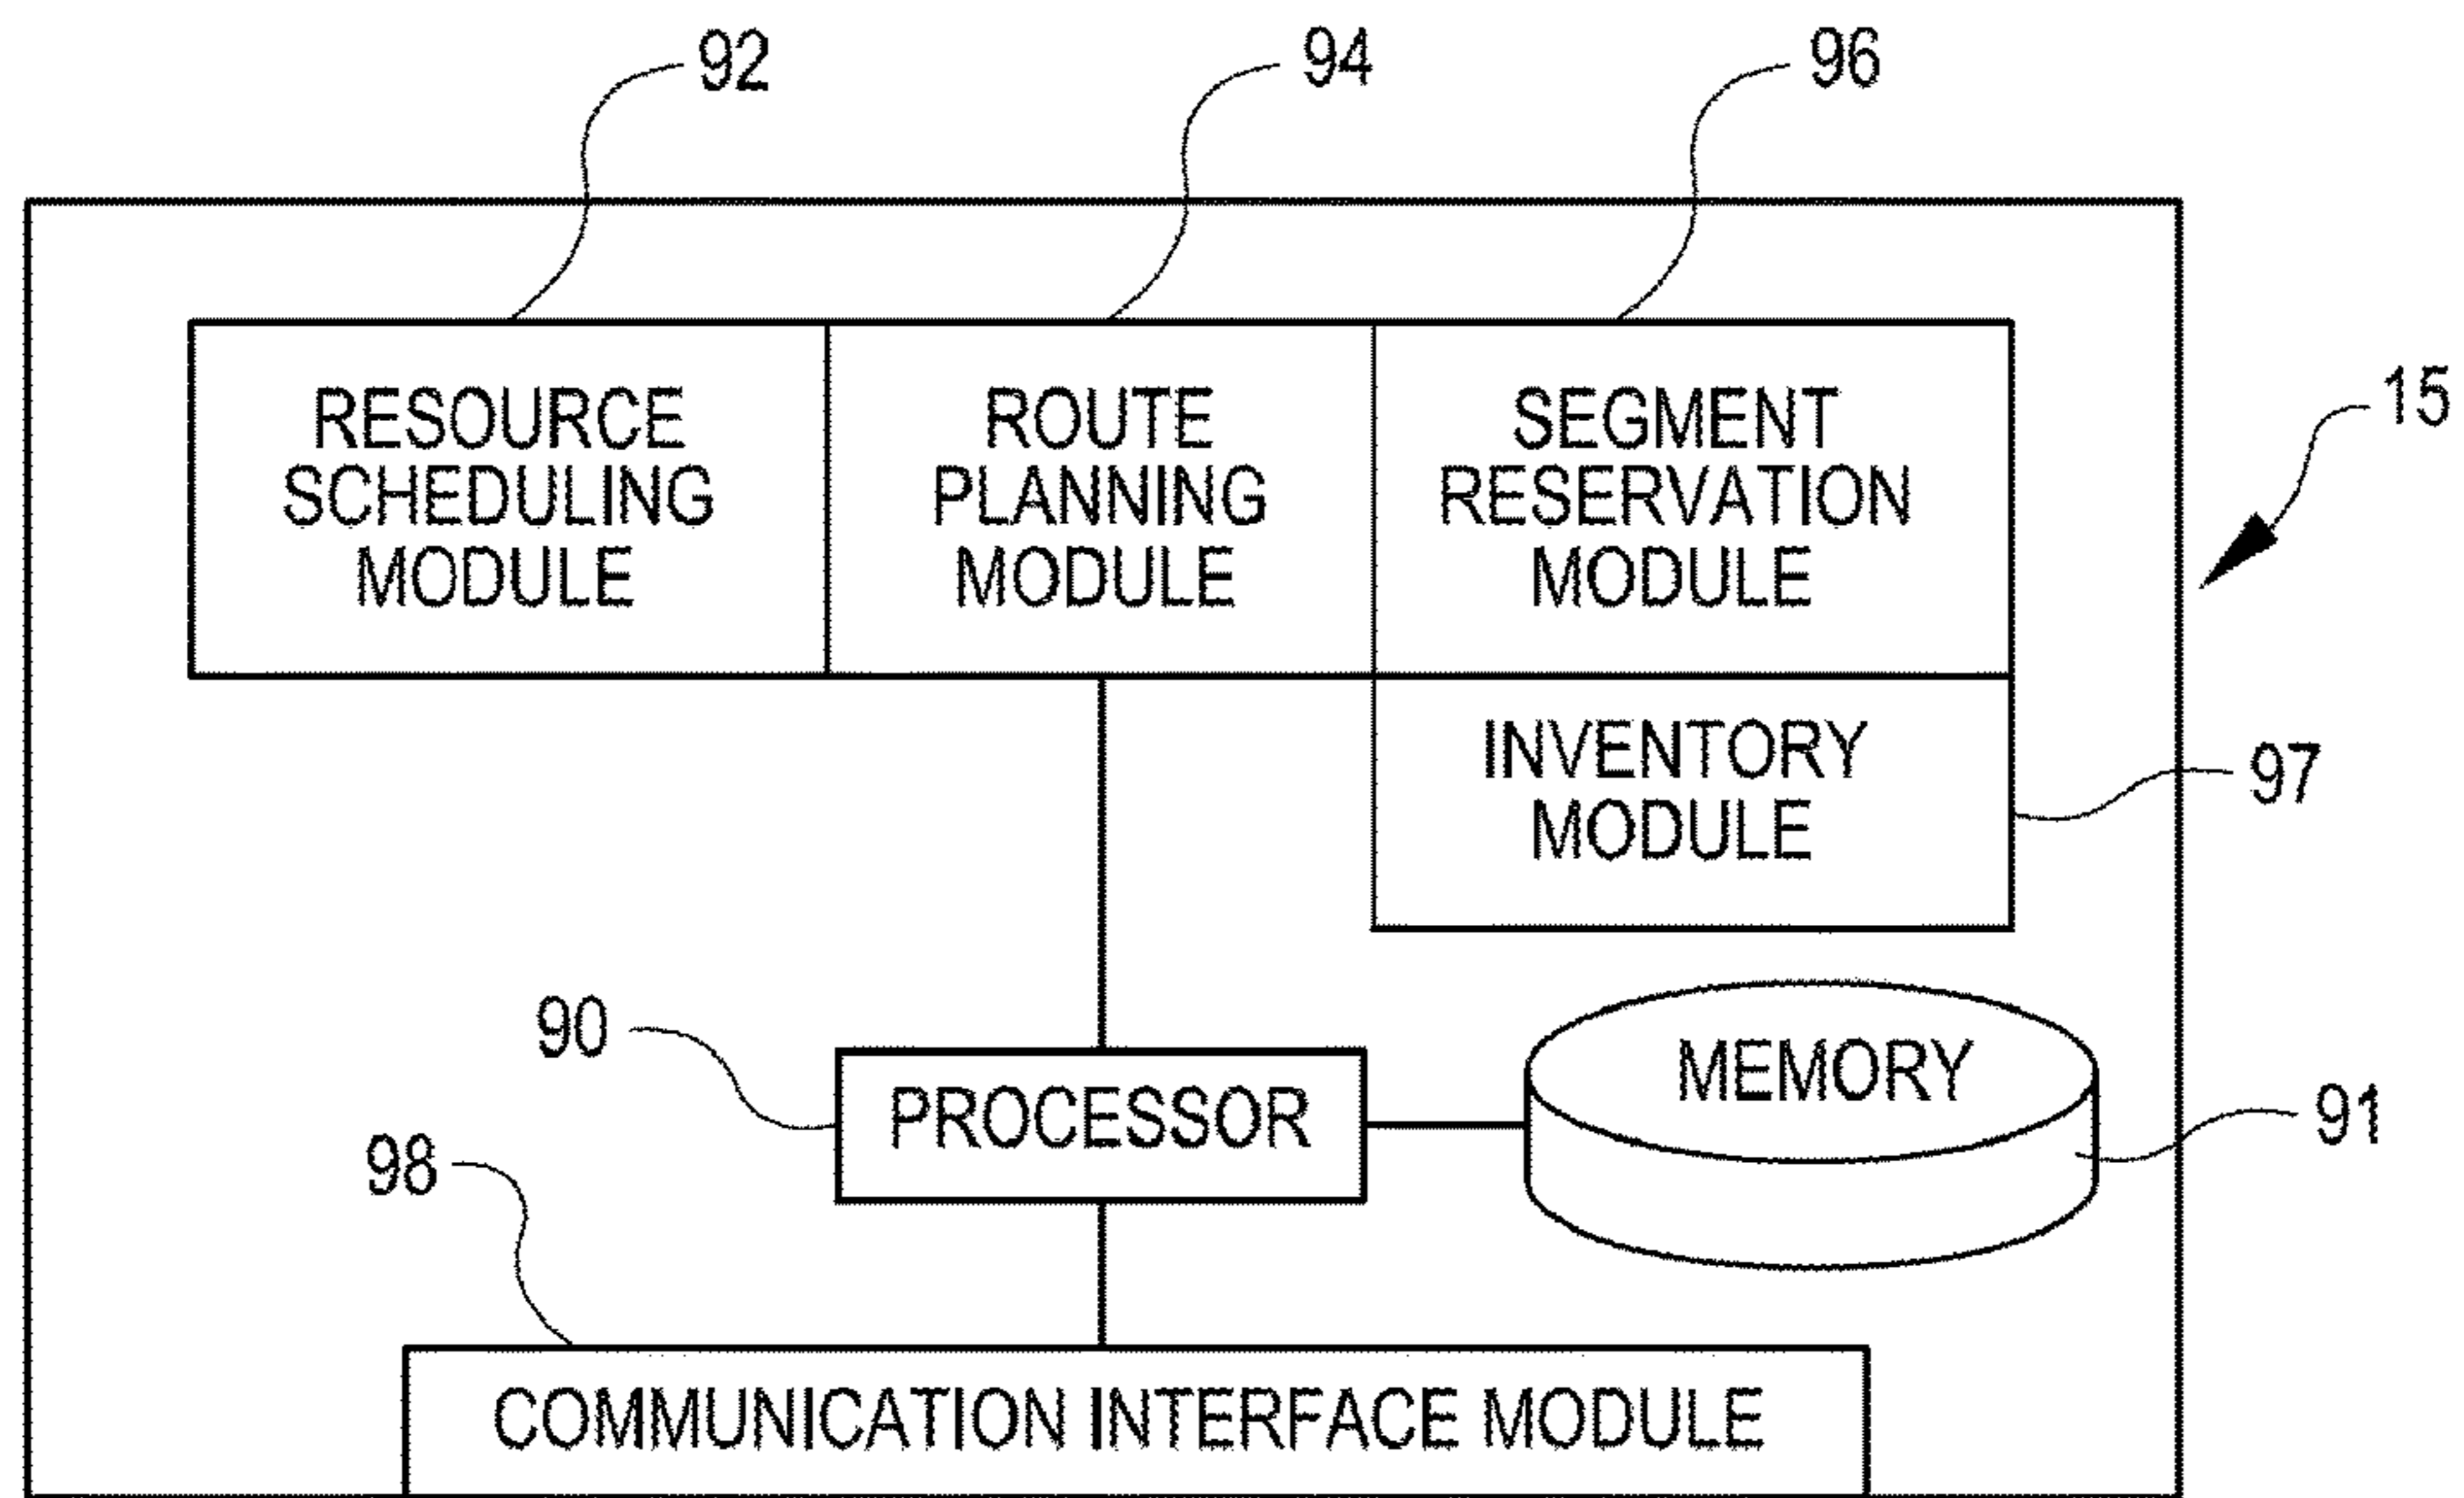 92
94
96
15
RESOURCE
SCHEDULING
MODULE
ROUTE
PLANNING
MODULE
SEGMENT
RESERVATION
MODULE
INVENTORY
MODULE
97
90
PROCESSOR
MEMORY
91
98
COMMUNICATION INTERFACE MODULE